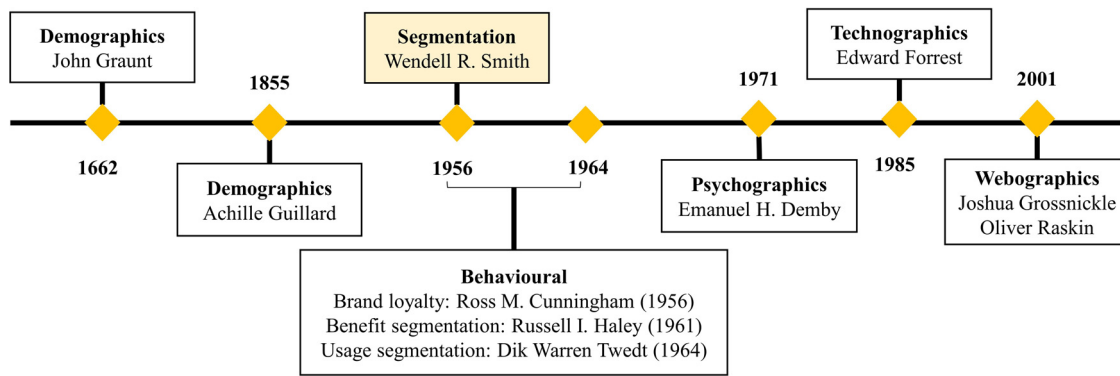 Demographics
John Graunt
1662
1855
Demographics
Achille Guillard
Segmentation
Wendell R. Smith
1956
1964
Behavioural
Brand loyalty: Ross M. Cunningham (1956)
Benefit segmentation: Russell I. Haley (1961)
Usage segmentation: Dik Warren Twedt (1964)
1971
Psychographics
Emanuel H. Demby
Technographics
Edward Forrest
1985
2001
Webographics
Joshua Grossnickle
Oliver Raskin